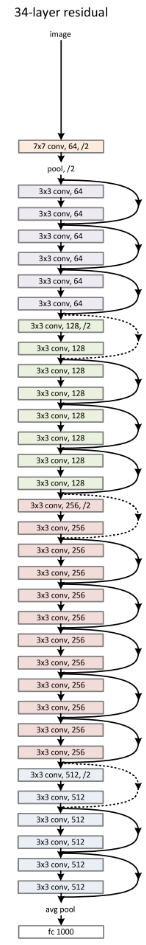 34-layer residual
image
7x7 conv, 64, /2
pool, /2
3x3 conv, 64
3x3 conv, 64
3x3 conv, 64
3x3 conv, 64
3x3 conv, 64
3x3 conv, 64
3x3 conv, 128, /2
3x3 conv, 128
3x3 conv, 128
3x3 conv, 128
3x3 conv, 128
3x3 conv, 128
3x3 conv, 128
3x3 conv, 128
3x3 conv, 256, /2
3x3 conv, 256
3x3 conv, 256
3x3 conv, 256
3x3 conv, 256
3x3 conv, 256
3x3 conv, 256
3x3 conv, 256
3x3 conv, 256
3x3 conv, 256
3x3 conv, 256
3x3 conv, 256
3x3 conv, 512, /2
3x3 conv, 512
3x3 conv, 512
3x3 conv, 512
3x3 conv, 512
3x3 conv, 512
avg pool
fc 1000